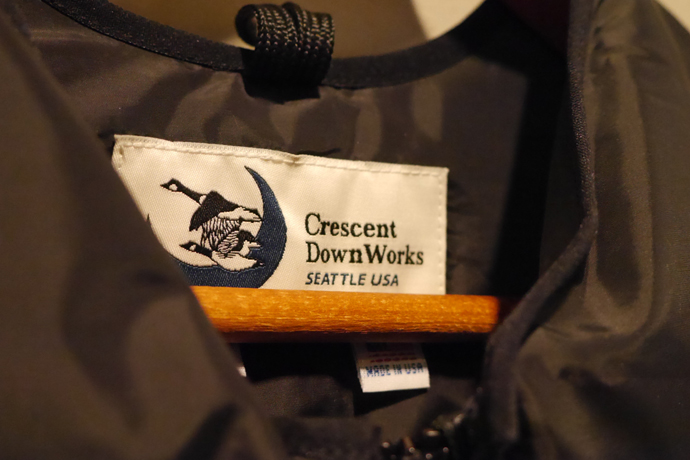 Crescent
DownWorks
SEATTLE USA
MADE IN USA